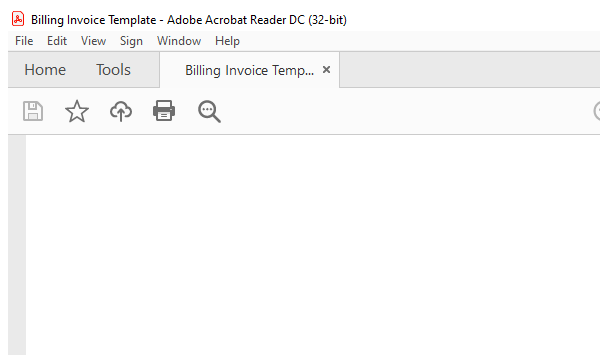 Billing Invoice Template - Adobe Acrobat Reader DC (32-bit)
File Edit View Sign Window Help
Home Tools Billing Invoice Temp... ×